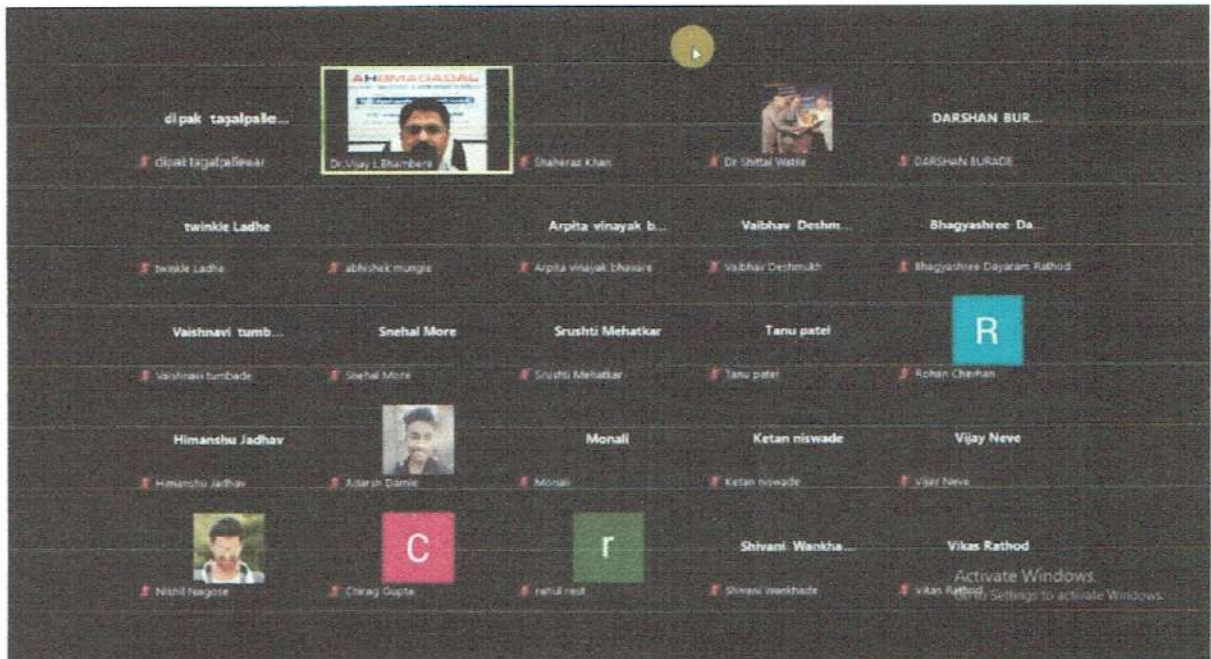 AHBMADABAL
dipak tagalpalle...
dipak tagalpallewar
Dr.Vijay L.Bhambere
Shaheraz Khan
Dr Shittal Watile
DARSHAN BUR...
DARSHAN BURADE
twinkle Ladhe
Arpita vinayak b...
Vaibhav Deshm...
Bhagyashree Da...
twinkle Ladhe
abhishek mungle
Arpita vinayak bhavare
Vaibhav Deshmukh
Bhagyashree Dayaram Rathod
Vaishnavi tumb...
Snehal More
Srushti Mehatkar
Tanu patel
R
Vaishnavi tumbade
Snehal More
Srushti Mehatkar
Tanu patel
Rohan Chavhan
Himanshu Jadhav
Monali
Ketan niswade
Vijay Neve
Himanshu Jadhav
Adarsh Damle
Monali
Ketan niswade
Vijay Neve
C
r
Shivani Wankha...
Vikas Rathod
Nikhil Nagose
Chirag Gupta
rahul
Shivani Wankhade
vikas Rathod
Activate Windows
Go to Settings to activate Windows.